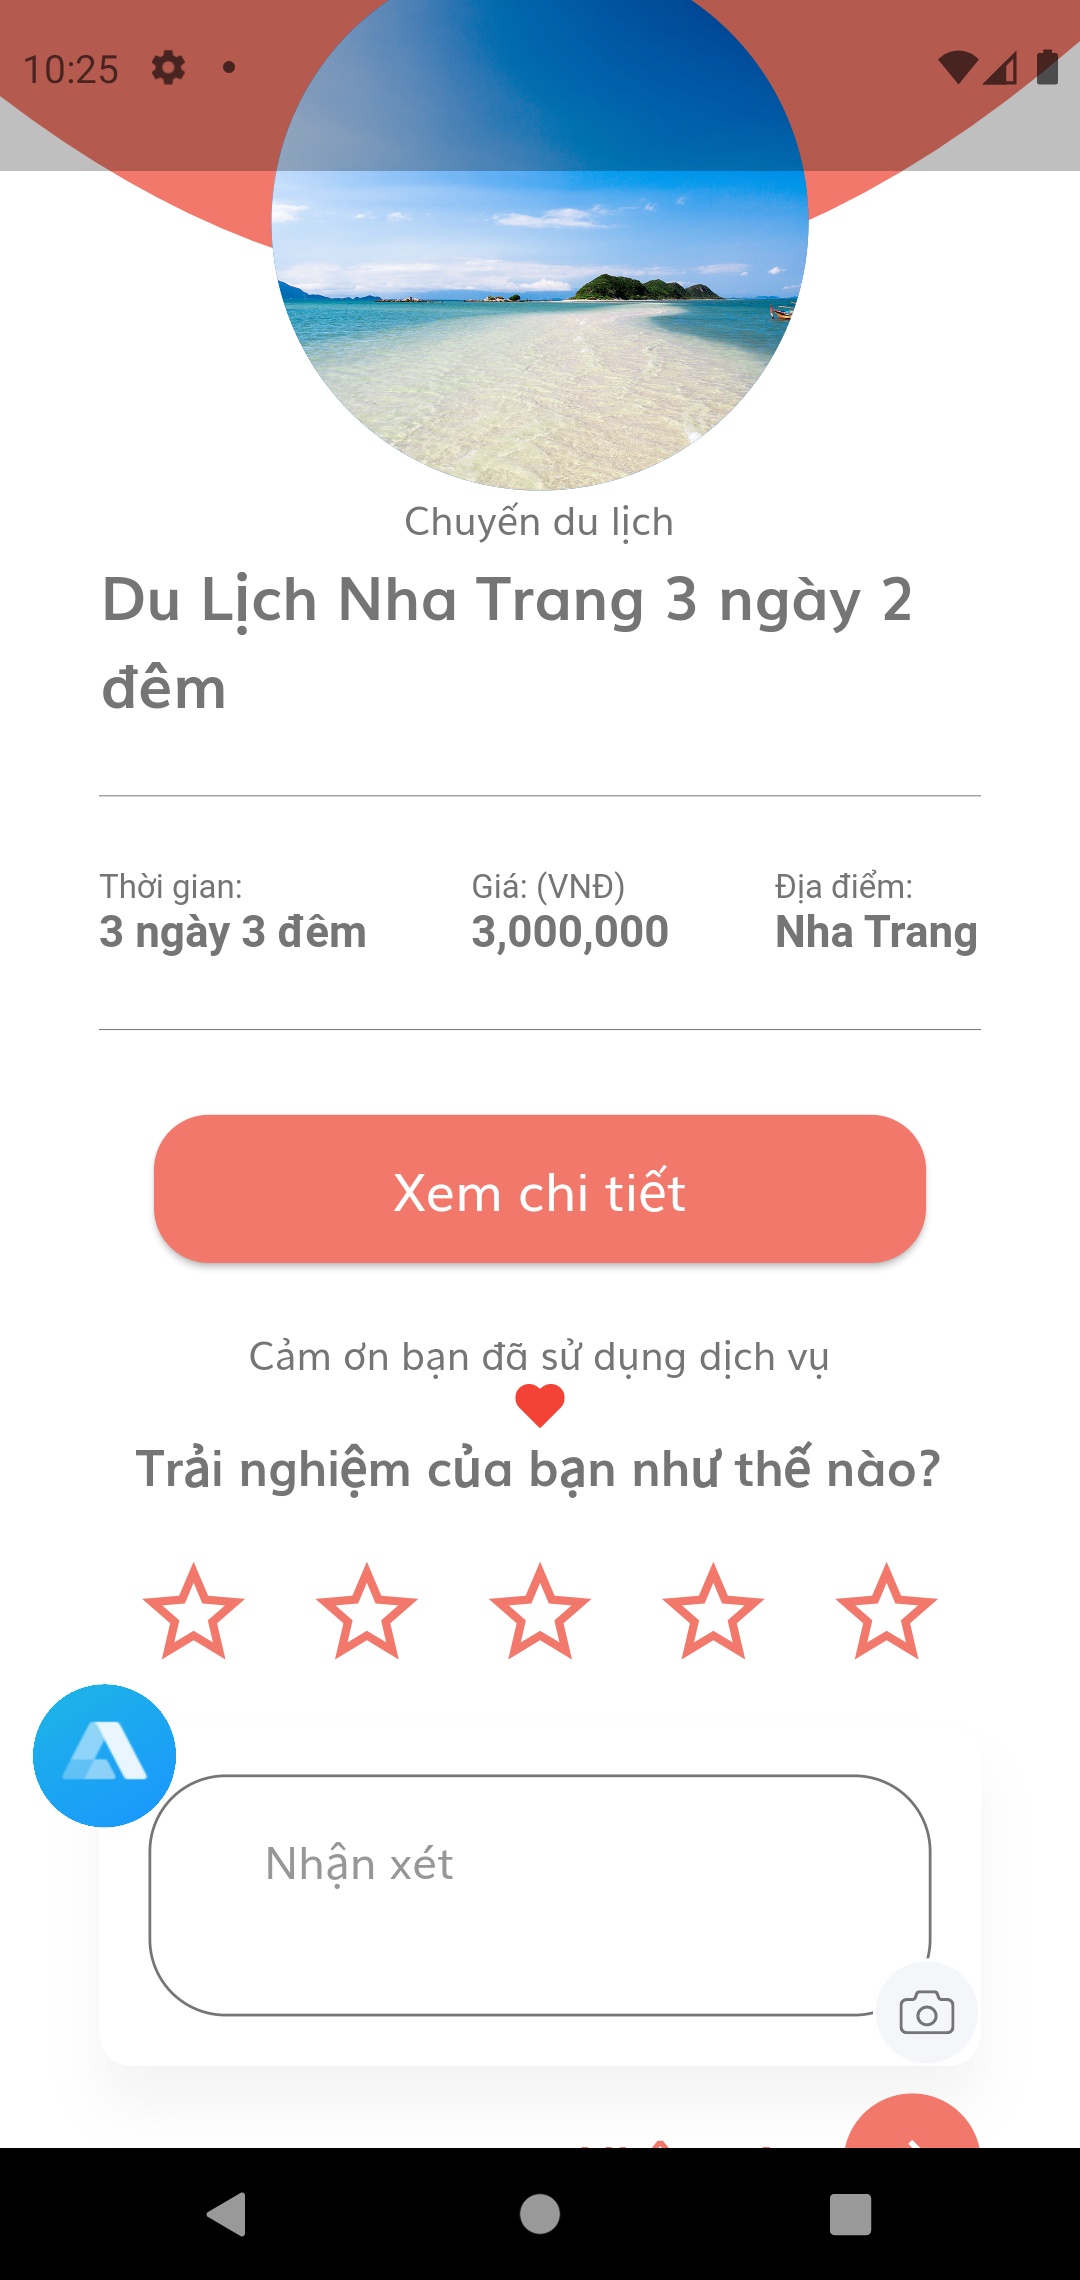 10:25
Chuyến du lịch
Du Lịch Nha Trang 3 ngày 2
đêm
Thời gian:
Giá: (VNĐ)
Địa điểm:
3 ngày 3 đêm
3,000,000
Nha Trang
Xem chi tiết
Cảm ơn bạn đã sử dụng dịch vụ
Trải nghiệm của bạn như thế nào?
Nhận xét